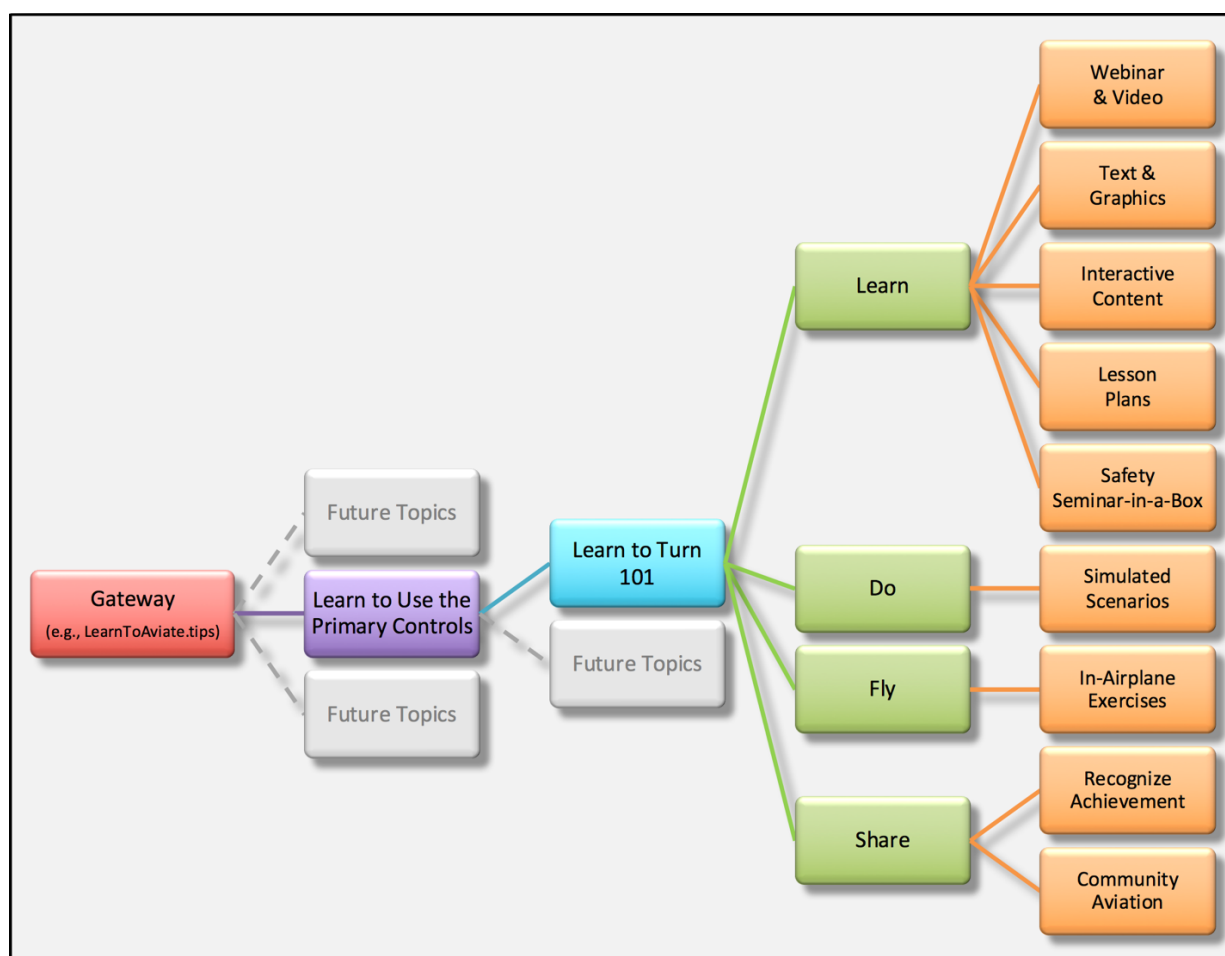 Gateway
(e.g., LearnToAviate.tips)
Future Topics
Learn to Use the
Primary Controls
Future Topics
Learn to Turn
101
Future Topics
Learn
Do
Fly
Share
Webinar
& Video
Text &
Graphics
Interactive
Content
Lesson
Plans
Safety
Seminar-in-a-Box
Simulated
Scenarios
In-Airplane
Exercises
Recognize
Achievement
Community
Aviation